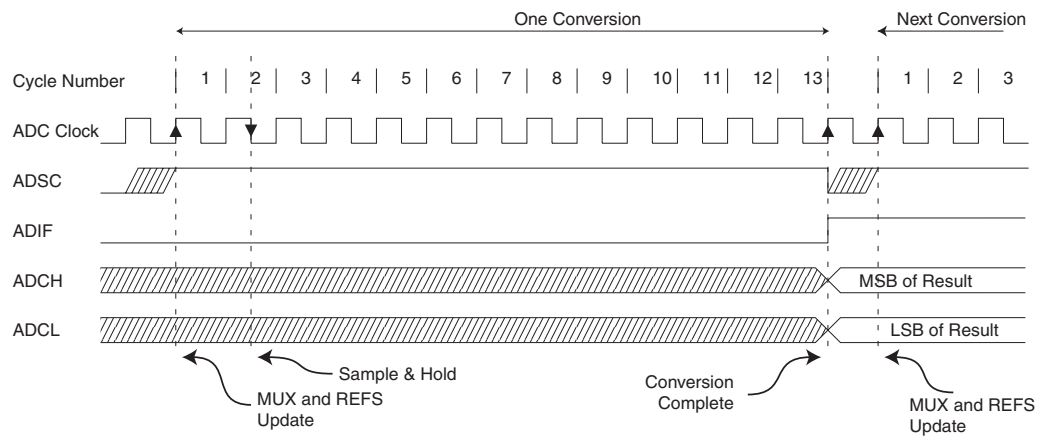 One Conversion
Next Conversion
Cycle Number 1 2 3 4 5 6 7 8 9 10 11 12 13 1 2 3
ADC Clock
ADSC
ADIF
ADCH MSB of Result
ADCL LSB of Result
Sample & Hold
MUX and REFS
Update
Conversion
Complete
MUX and REFS
Update